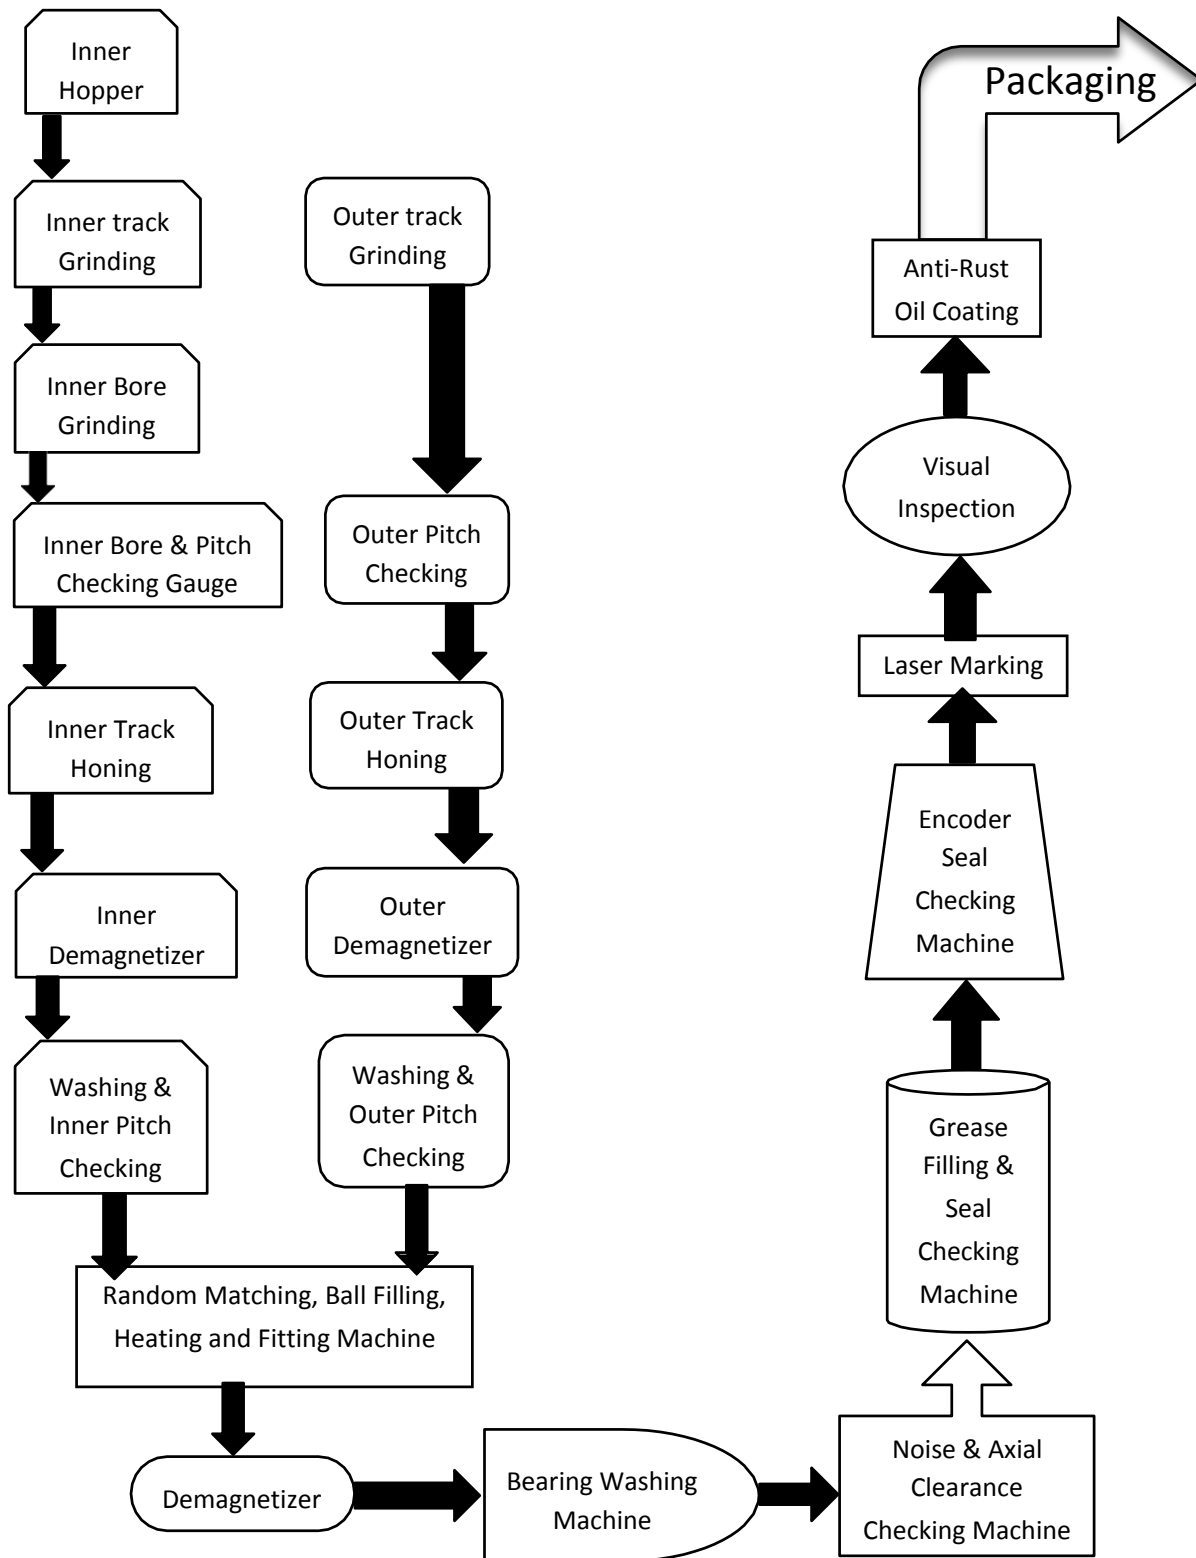 Inner
Hopper
Inner track
Grinding
Inner Bore
Grinding
Inner Bore & Pitch
Checking Gauge
Inner Track
Honing
Inner
Demagnetizer
Washing &
Inner Pitch
Checking
Outer track
Grinding
Outer Pitch
Checking
Outer Track
Honing
Outer
Demagnetizer
Washing &
Outer Pitch
Checking
Random Matching, Ball Filling,
Heating and Fitting Machine
Demagnetizer
Bearing Washing
Machine
Noise & Axial
Clearance
Checking Machine
Grease
Filling &
Seal
Checking
Machine
Encoder
Seal
Checking
Machine
Laser Marking
Visual
Inspection
Anti-Rust
Oil Coating
Packaging